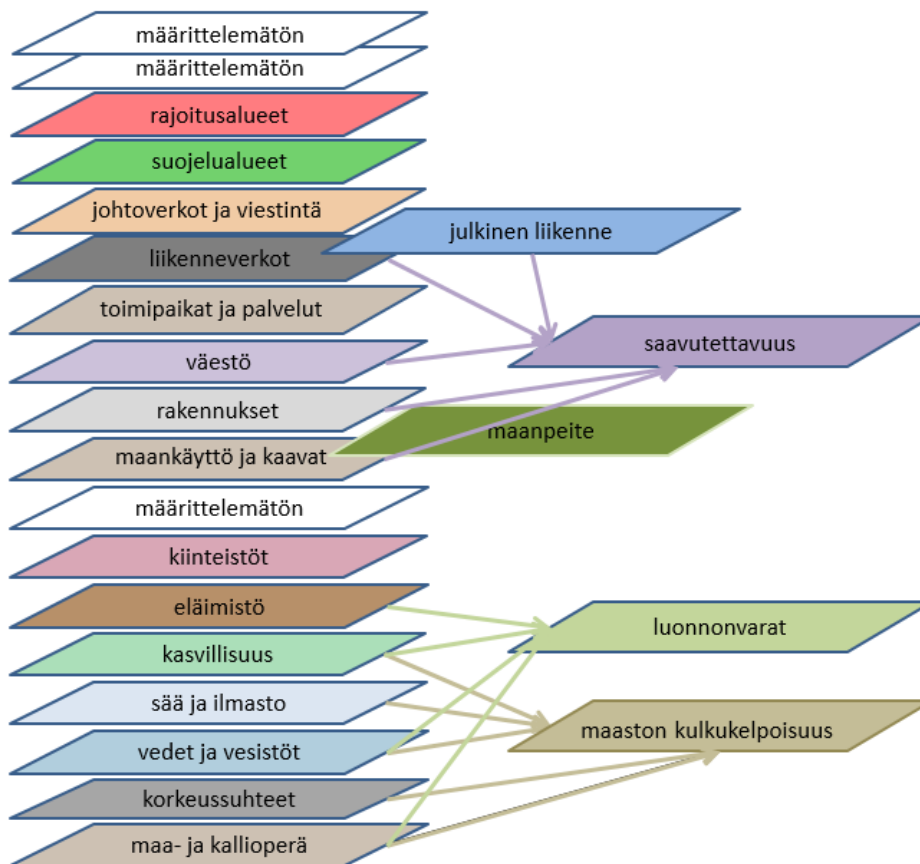 määrittelemätön
määrittelemätön
rajoitusalueet
suojelualueet
johtoverkot ja viestintä
julkinen liikenne
liikenneverkot
toimipaikat ja palvelut
saavutettavuus
väestö
rakennukset
maanpeite
maankäyttö ja kaavat
määrittelemätön
kiinteistöt
eläimistö
luonnonvarat
kasvillisuus
sää ja ilmasto
maaston kulkukelpoisuus
vedet ja vesistöt
korkeussuhteet
maa- ja kallioperä